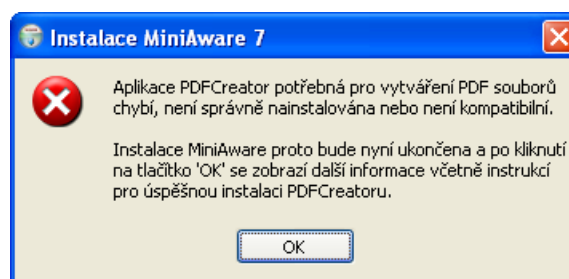 Instalace MiniAware 7
Aplikace PDFCreator potřebná pro vytváření PDF souborů
chybí, není správně nainstalována nebo není kompatibilní.
Instalace MiniAware proto bude nyní ukončena a po kliknutí
na tlačítko 'OK' se zobrazí další informace včetně instrukcí
pro úspěšnou instalaci PDFCreatoru.
OK